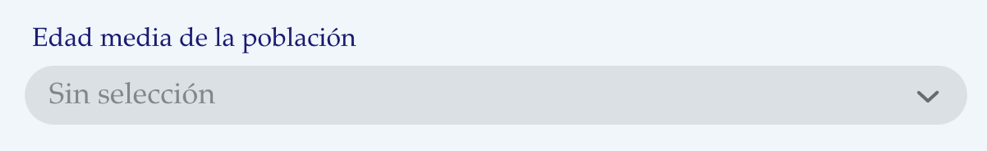 Edad media de la población
Sin selección